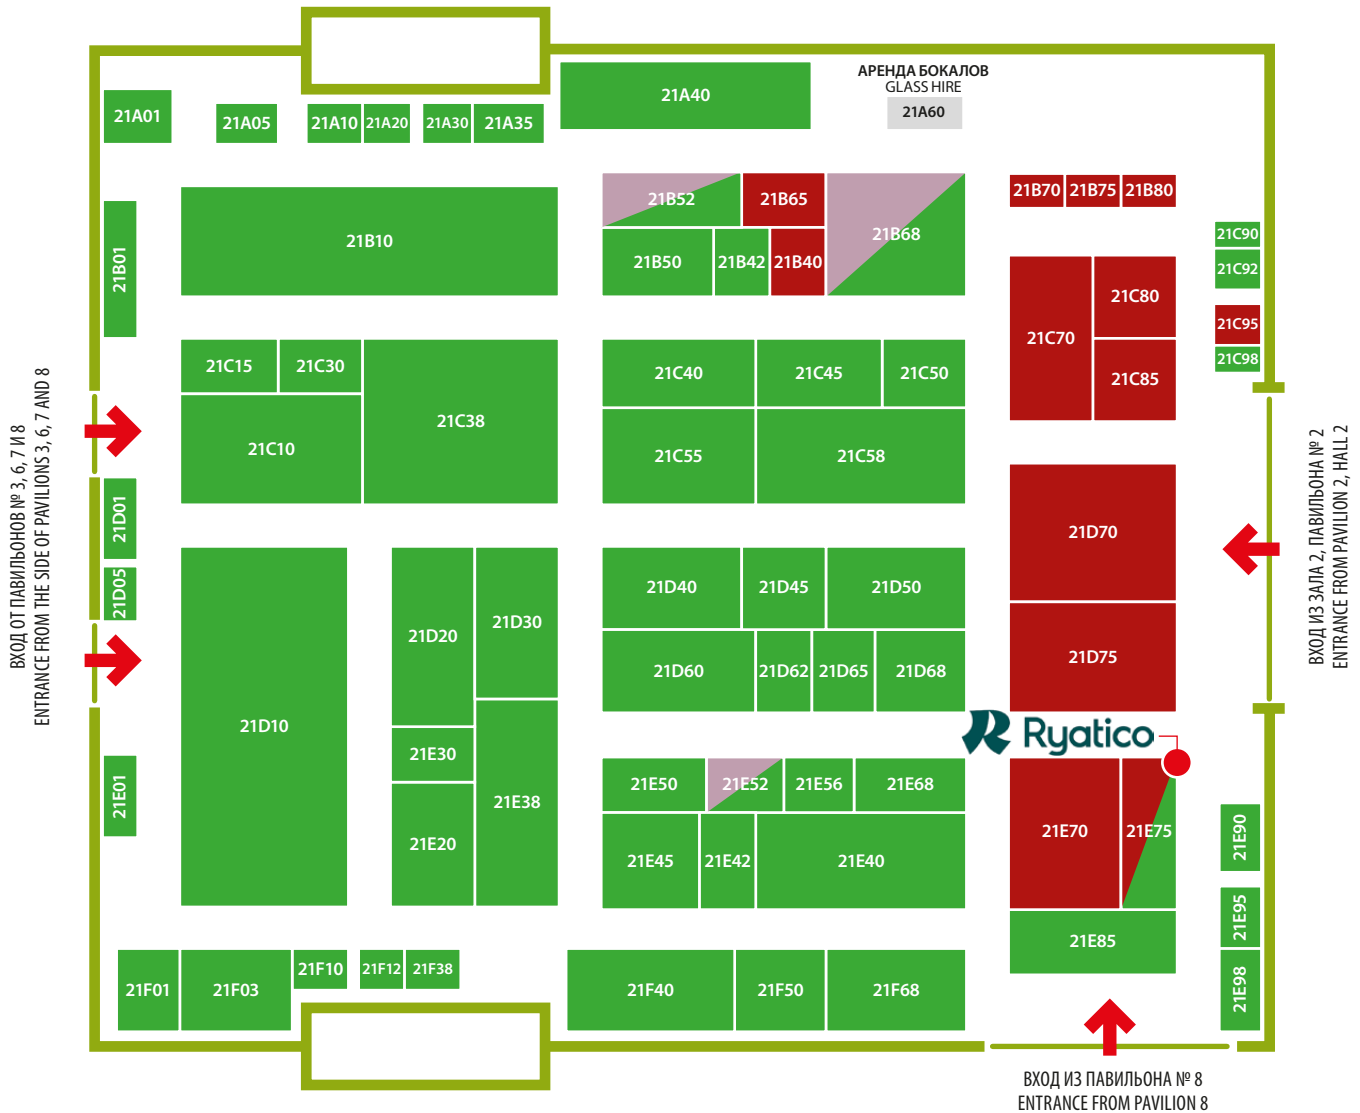 АРЕНДА БОКАЛОВ
GLASS HIRE
21A60
21A40
21A01
21A05
21A10
21A20
21A30
21A35
21B01
21B10
21B52
21B65
21B68
21B50
21B42
21B40
21B70
21B75
21B80
21C90
21C92
21C95
21C98
21C15
21C30
21C38
21C10
21C40
21C45
21C50
21C55
21C58
21C70
21C80
21C85
ВХОД ОТ ПАВИЛЬОНОВ № 3, 6, 7 И 8
ENTRANCE FROM THE SIDE OF PAVILIONS 3, 6, 7 AND 8
ВХОД ИЗ ЗАЛА 2, ПАВИЛЬОНА № 2
ENTRANCE FROM PAVILION 2, HALL 2
21D01
21D05
21D10
21D20
21D30
21D40
21D45
21D50
21D60
21D62
21D65
21D68
21D70
21D75
Ryatico
21E01
21E30
21E20
21E38
21E50
21E52
21E56
21E68
21E45
21E42
21E40
21E70
21E75
21E85
21E90
21E95
21E98
21F01
21F03
21F10
21F12
21F38
21F40
21F50
21F68
ВХОД ИЗ ПАВИЛЬОНА № 8
ENTRANCE FROM PAVILION 8